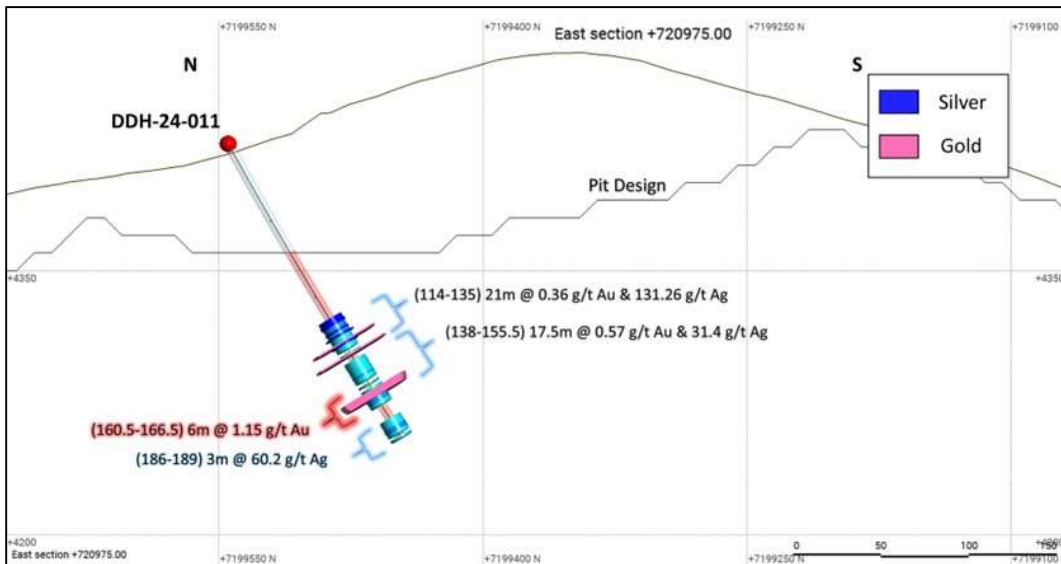 +7199550 N
+7199400 N
+7199250 N
+7199100 N
East section +720975.00
N
S
DDH-24-011
Silver
Gold
Pit Design
+4350
+4350
(114-135) 21m @ 0.36 g/t Au & 131.26 g/t Ag
(138-155.5) 17.5m @ 0.57 g/t Au & 31.4 g/t Ag
(160.5-166.5) 6m @ 1.15 g/t Au
(186-189) 3m @ 60.2 g/t Ag
+4200
East section +720975.00
+7199550 N
+7199400 N
+7199250 N
+7199100 N
0 50 100 150